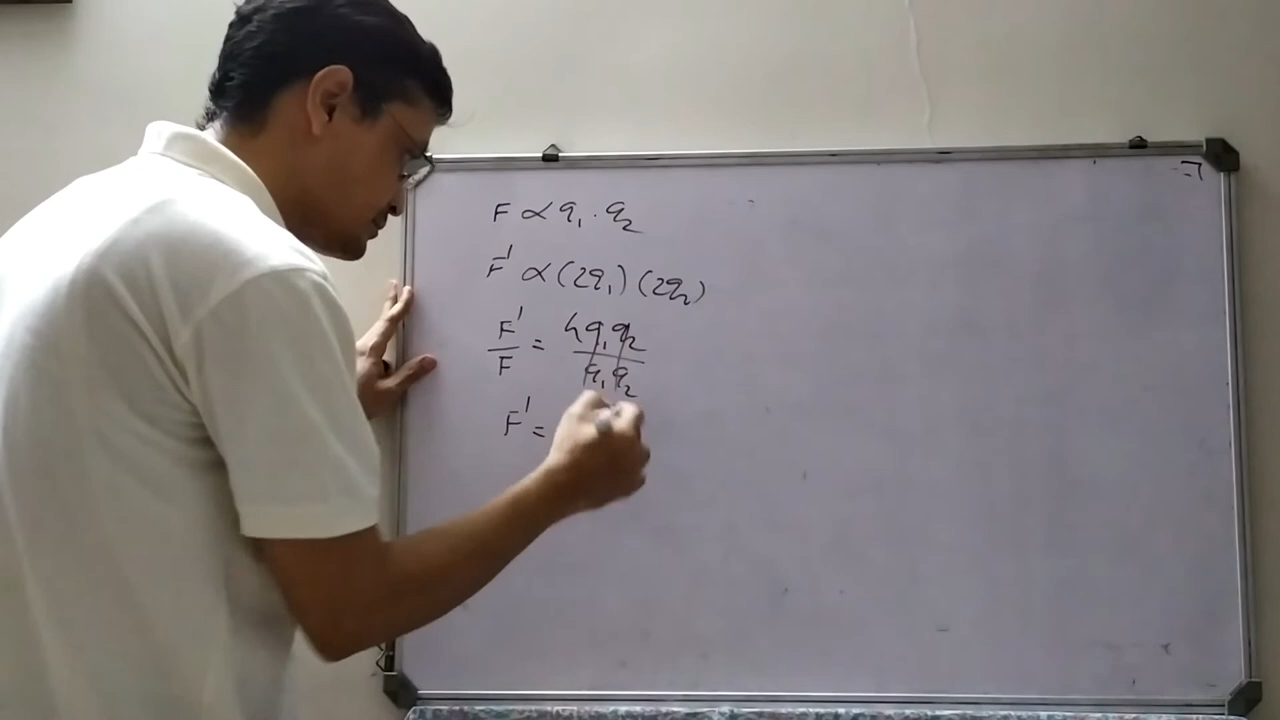 F ∝ q₁ . q₂
F' ∝ (2q₁) (2q₂)
F'/F = 4q₁q₂/q₁q₂
F' =